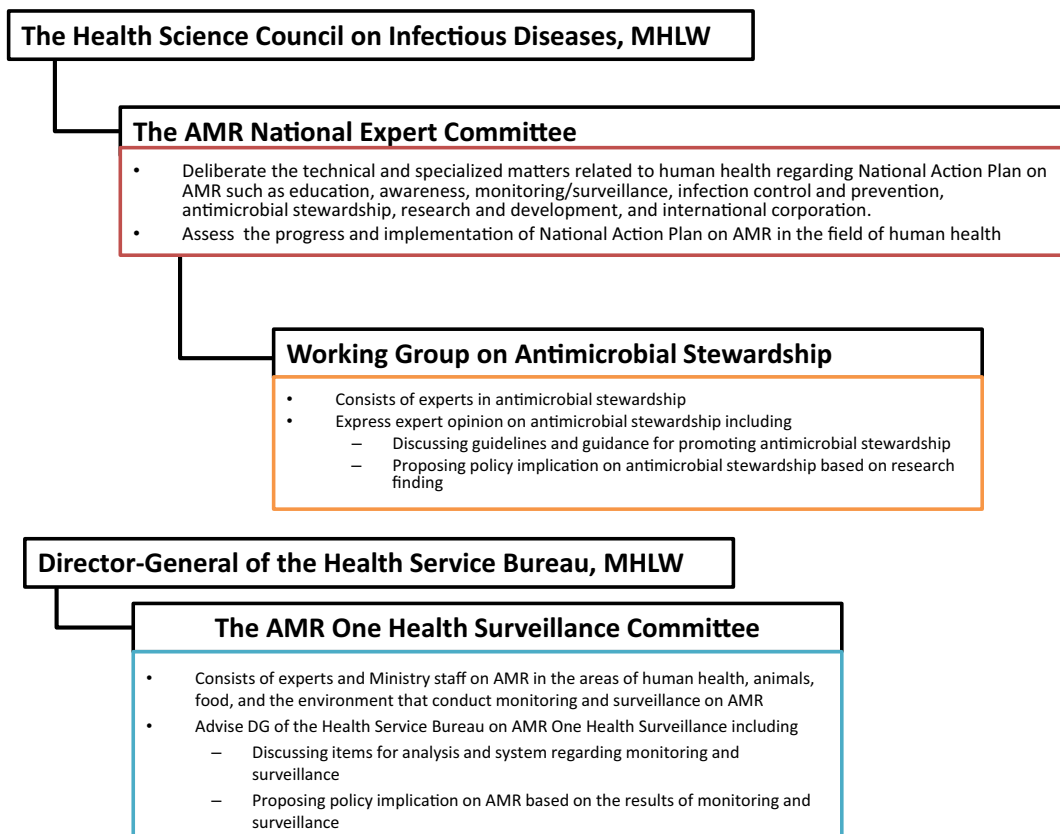 The Health Science Council on Infectious Diseases, MHLW
The AMR National Expert Committee
• Deliberate the technical and specialized matters related to human health regarding National Action Plan on
AMR such as education, awareness, monitoring/surveillance, infection control and prevention,
antimicrobial stewardship, research and development, and international corporation.
• Assess the progress and implementation of National Action Plan on AMR in the field of human health
Working Group on Antimicrobial Stewardship
• Consists of experts in antimicrobial stewardship
• Express expert opinion on antimicrobial stewardship including
– Discussing guidelines and guidance for promoting antimicrobial stewardship
– Proposing policy implication on antimicrobial stewardship based on research
finding
Director-General of the Health Service Bureau, MHLW
The AMR One Health Surveillance Committee
• Consists of experts and Ministry staff on AMR in the areas of human health, animals,
food, and the environment that conduct monitoring and surveillance on AMR
• Advise DG of the Health Service Bureau on AMR One Health Surveillance including
– Discussing items for analysis and system regarding monitoring and
surveillance
– Proposing policy implication on AMR based on the results of monitoring and
surveillance